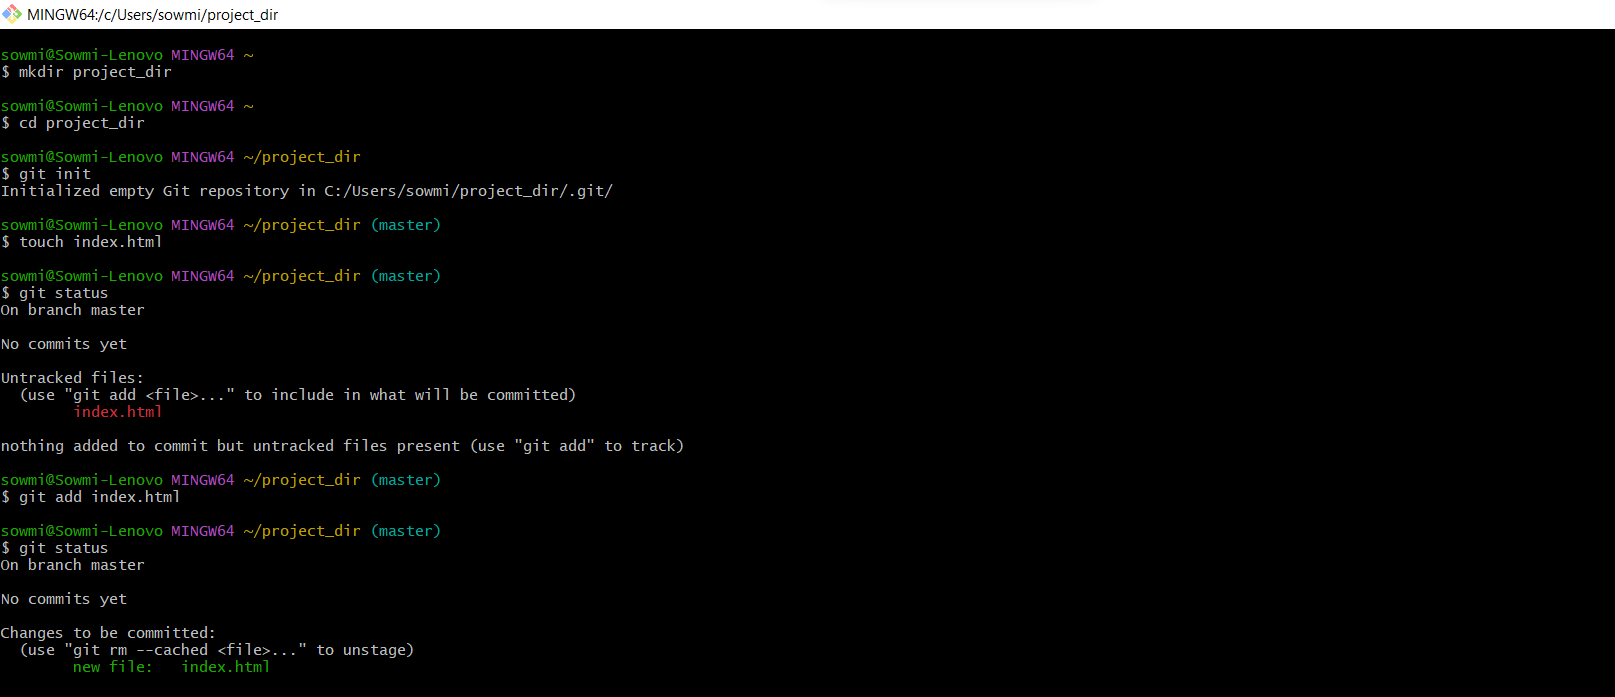 MINGW64:/c/Users/sowmi/project_dir
sowmi@Sowmi-Lenovo MINGW64 ~
$ mkdir project_dir
sowmi@Sowmi-Lenovo MINGW64 ~
$ cd project_dir
sowmi@Sowmi-Lenovo MINGW64 ~/project_dir
$ git init
Initialized empty Git repository in C:/Users/sowmi/project_dir/.git/
sowmi@Sowmi-Lenovo MINGW64 ~/project_dir (master)
$ touch index.html
sowmi@Sowmi-Lenovo MINGW64 ~/project_dir (master)
$ git status
On branch master
No commits yet
Untracked files:
  (use "git add <file>..." to include in what will be committed)
        index.html
nothing added to commit but untracked files present (use "git add" to track)
sowmi@Sowmi-Lenovo MINGW64 ~/project_dir (master)
$ git add index.html
sowmi@Sowmi-Lenovo MINGW64 ~/project_dir (master)
$ git status
On branch master
No commits yet
Changes to be committed:
  (use "git rm --cached <file>..." to unstage)
        new file:   index.html